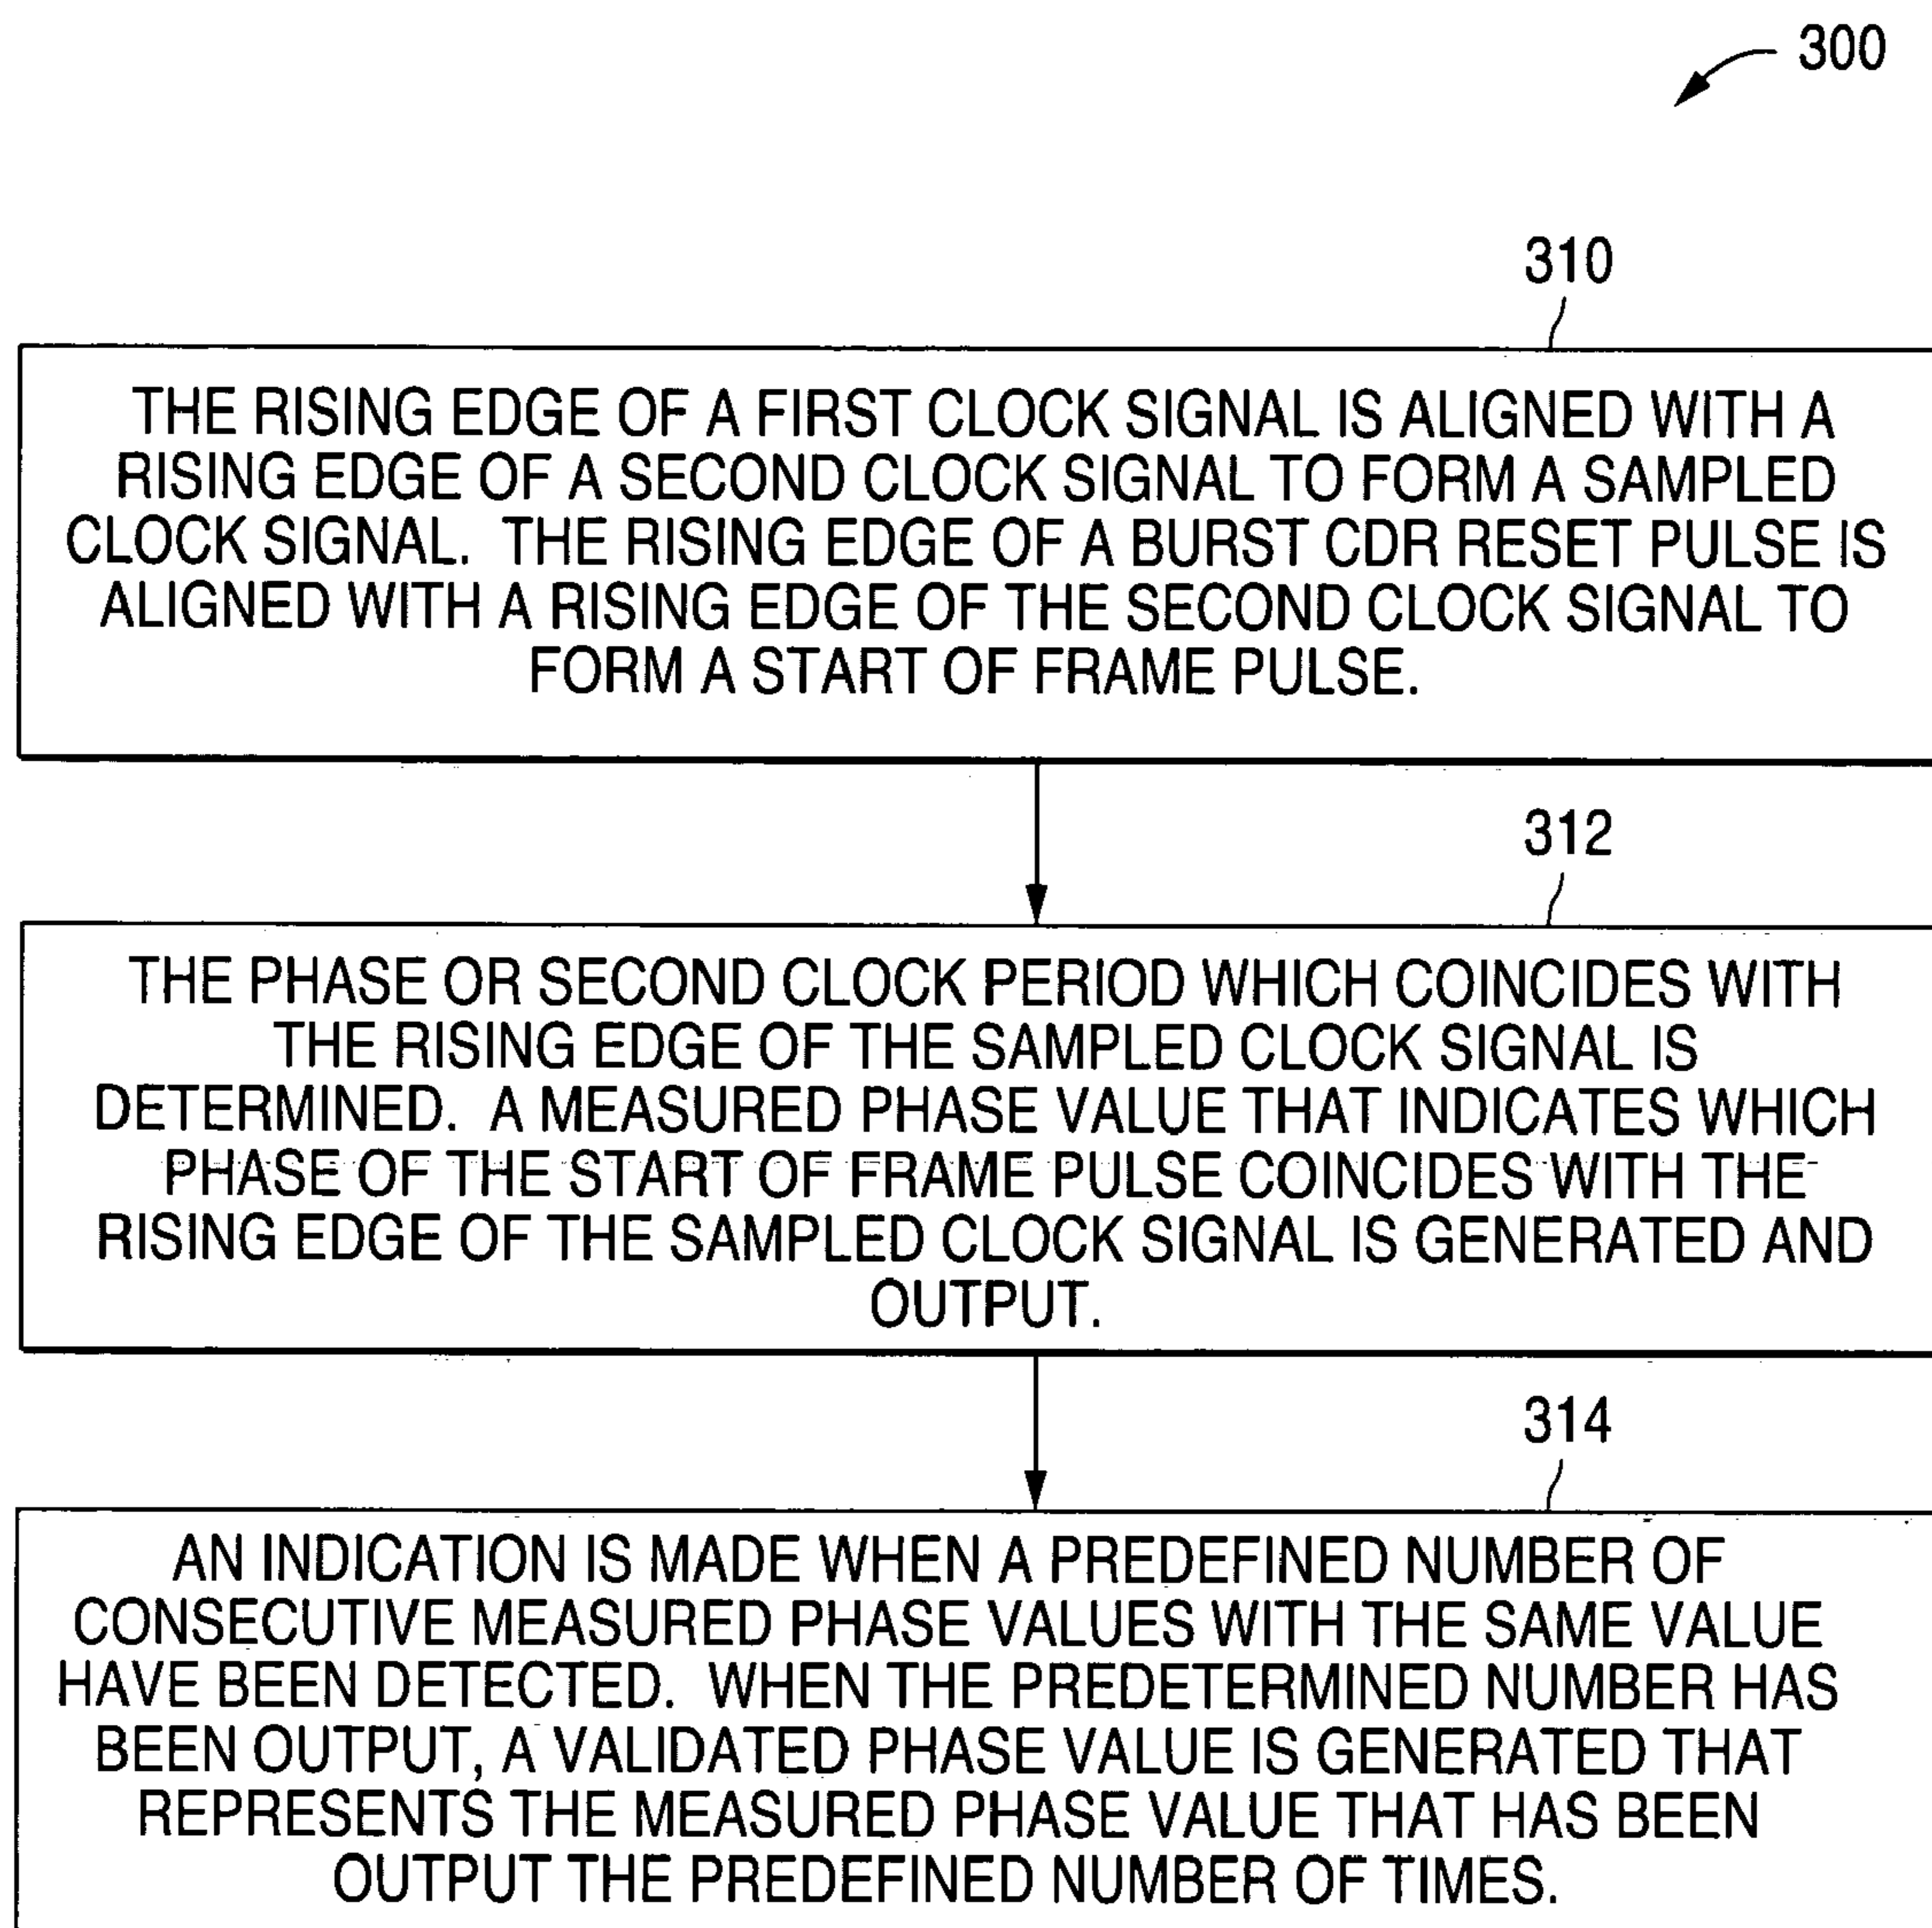 300
310
THE RISING EDGE OF A FIRST CLOCK SIGNAL IS ALIGNED WITH A
RISING EDGE OF A SECOND CLOCK SIGNAL TO FORM A SAMPLED
CLOCK SIGNAL. THE RISING EDGE OF A BURST CDR RESET PULSE IS
ALIGNED WITH A RISING EDGE OF THE SECOND CLOCK SIGNAL TO
FORM A START OF FRAME PULSE.
312
THE PHASE OR SECOND CLOCK PERIOD WHICH COINCIDES WITH
THE RISING EDGE OF THE SAMPLED CLOCK SIGNAL IS
DETERMINED. A MEASURED PHASE VALUE THAT INDICATES WHICH
PHASE OF THE START OF FRAME PULSE COINCIDES WITH THE
RISING EDGE OF THE SAMPLED CLOCK SIGNAL IS GENERATED AND
OUTPUT.
314
AN INDICATION IS MADE WHEN A PREDEFINED NUMBER OF
CONSECUTIVE MEASURED PHASE VALUES WITH THE SAME VALUE
HAVE BEEN DETECTED. WHEN THE PREDETERMINED NUMBER HAS
BEEN OUTPUT, A VALIDATED PHASE VALUE IS GENERATED THAT
REPRESENTS THE MEASURED PHASE VALUE THAT HAS BEEN
OUTPUT THE PREDEFINED NUMBER OF TIMES.